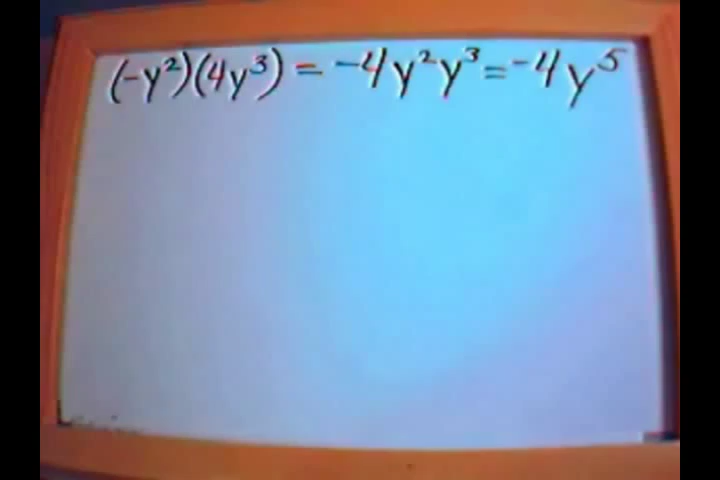 (-y²)(4y³) = -4y²y³ = -4y⁵